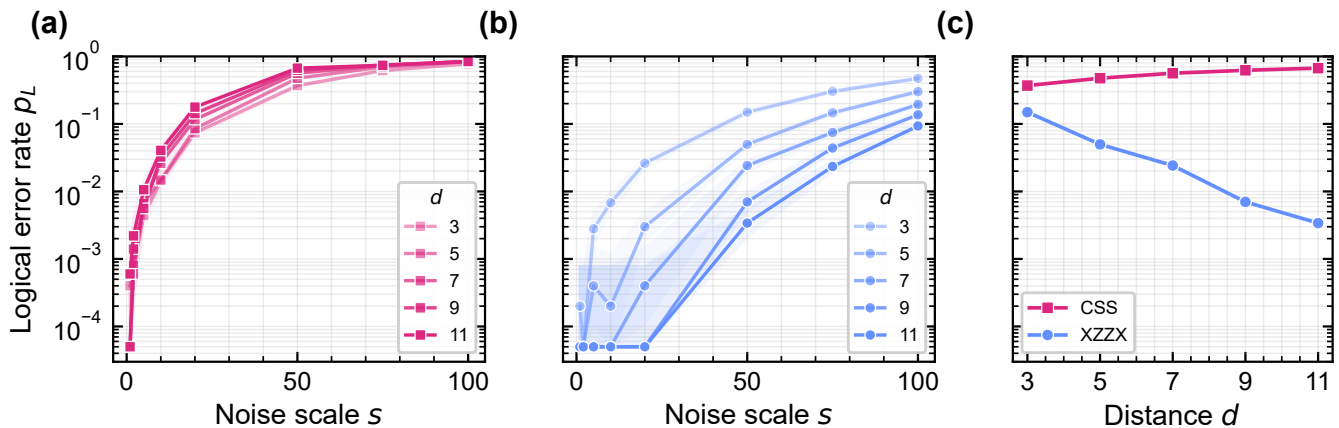 (a)
(b)
(c)
Logical error rate p_L
10^0
10^-1
10^-2
10^-3
10^-4
0
50
100
Noise scale s
d
3
5
7
9
11
0
50
100
Noise scale s
d
3
5
7
9
11
CSS
XZZX
3
5
7
9
11
Distance d